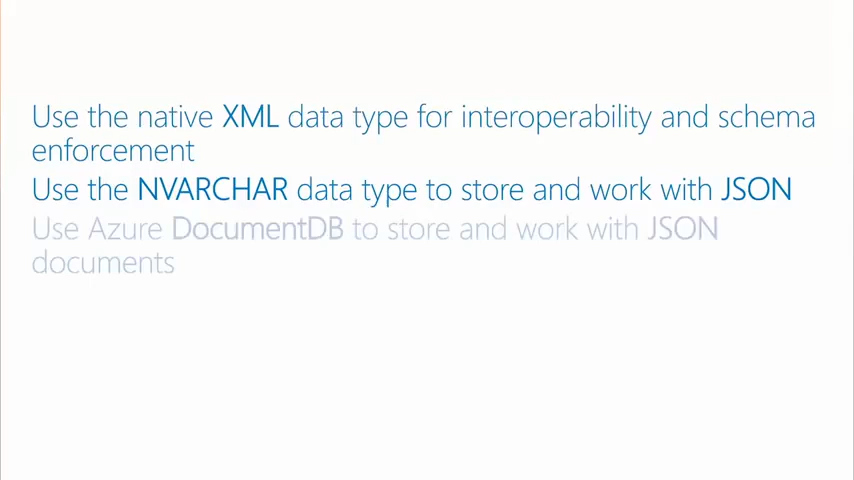 Use the native XML data type for interoperability and schema
enforcement
Use the NVARCHAR data type to store and work with JSON
Use Azure DocumentDB to store and work with JSON
documents